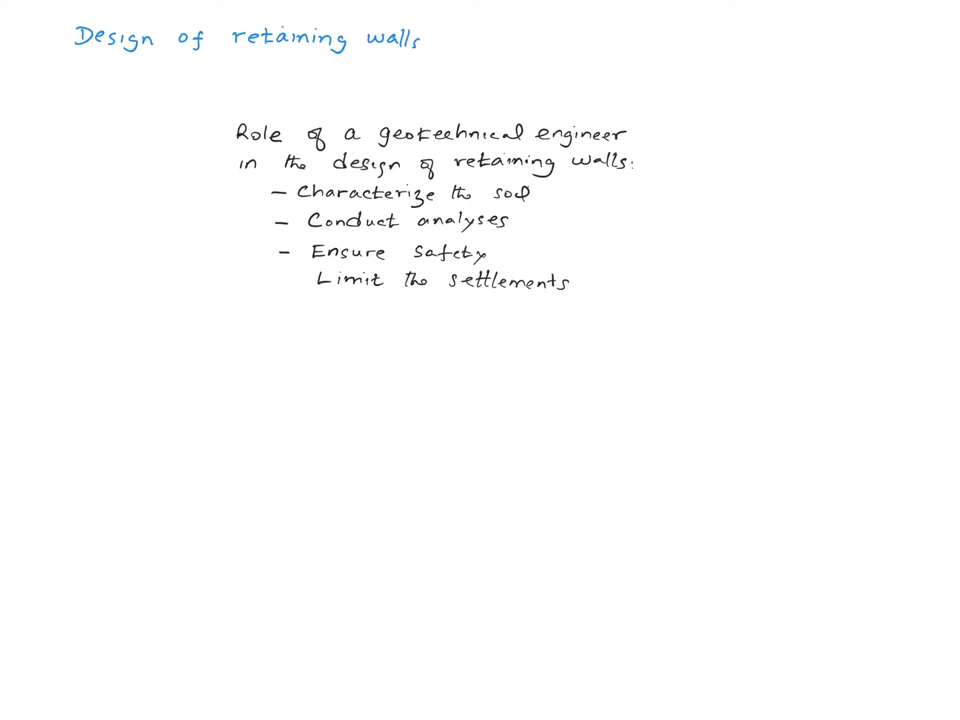 Design of retaining walls
Role of a geotechnical engineer
in the design of retaining walls:
- Characterize the soil
- Conduct analyses
- Ensure safety
Limit the settlements